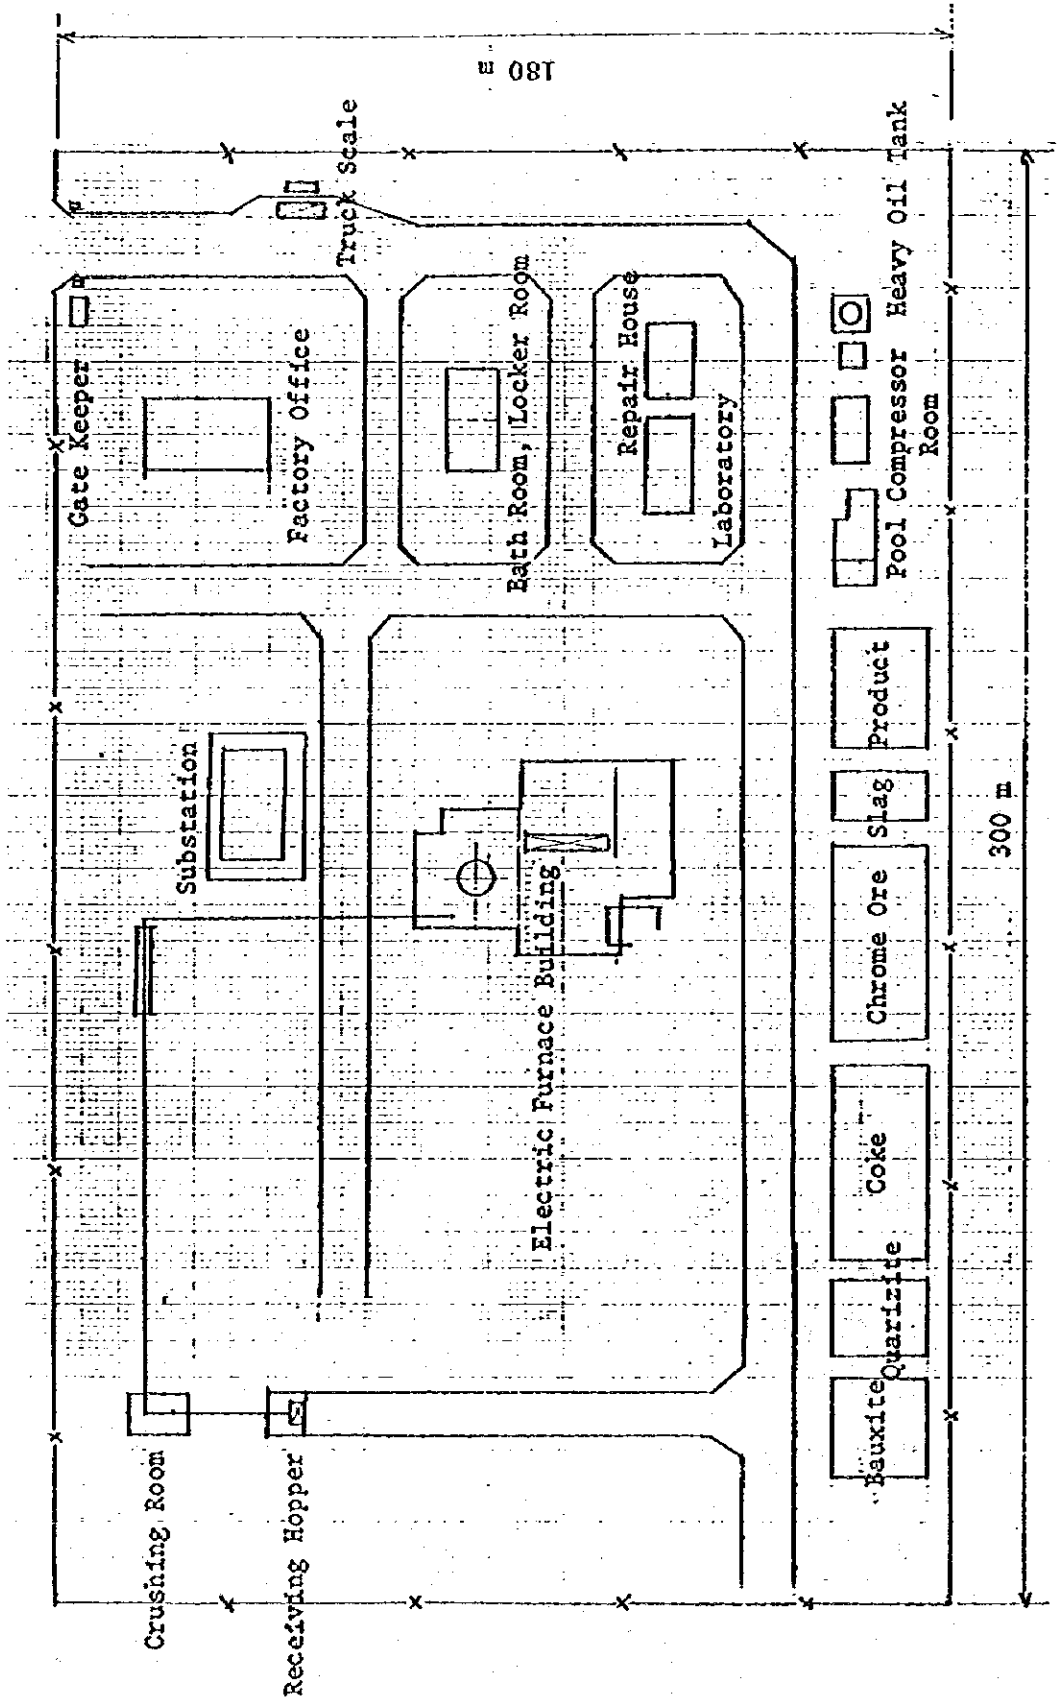 180 m
Gate Keeper
Truck Scale
Factory Office
Bath Room, Locker Room
Repair House
Laboratory
Heavy Oil Tank
Compressor
Room
Pool
Substation
Electric Furnace Building
Crushing Room
Receiving Hopper
Bauxite
Quarizite
Coke
Chrome Ore
Slag
Product
300 m